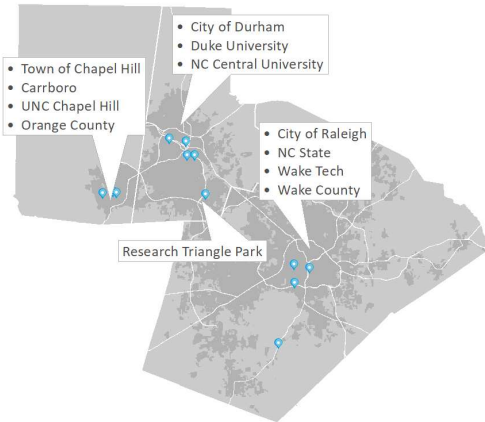 • City of Durham
• Duke University
• NC Central University
• Town of Chapel Hill
• Carrboro
• UNC Chapel Hill
• Orange County
• City of Raleigh
• NC State
• Wake Tech
• Wake County
Research Triangle Park